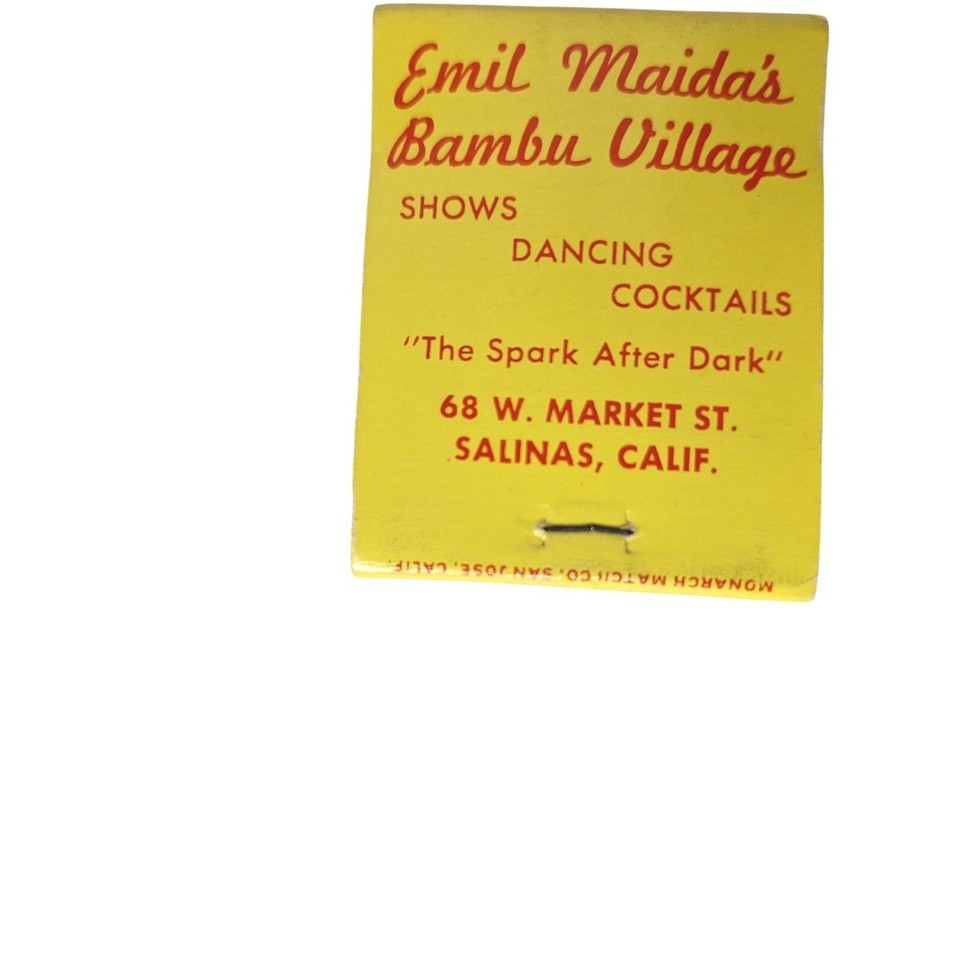 Emil Maida's
Bambu Village
SHOWS
DANCING
COCKTAILS
"The Spark After Dark"
68 W. MARKET ST.
SALINAS, CALIF.
MONARCH MATCH CO. SAN JOSE, CALIF.